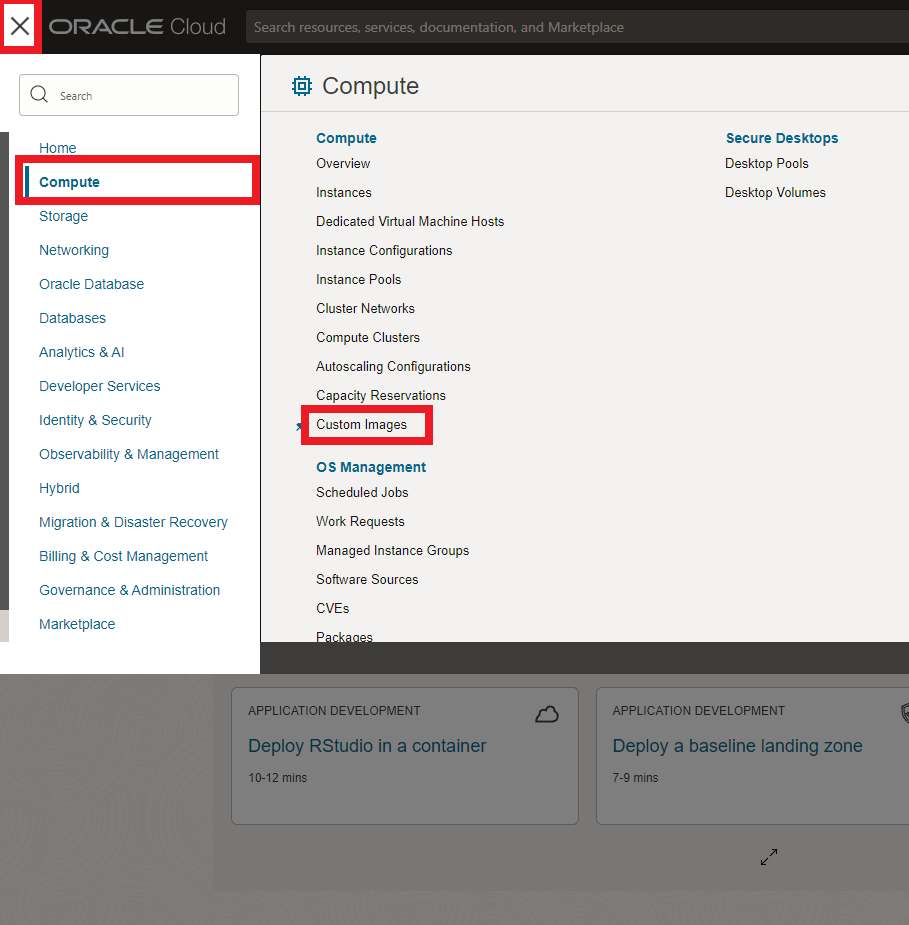 ORACLE Cloud
Search resources, services, documentation, and Marketplace
Search
Home
Compute
Storage
Networking
Oracle Database
Databases
Analytics & AI
Developer Services
Identity & Security
Observability & Management
Hybrid
Migration & Disaster Recovery
Billing & Cost Management
Governance & Administration
Marketplace
Compute
Compute
Overview
Instances
Dedicated Virtual Machine Hosts
Instance Configurations
Instance Pools
Cluster Networks
Compute Clusters
Autoscaling Configurations
Capacity Reservations
Custom Images
OS Management
Scheduled Jobs
Work Requests
Managed Instance Groups
Software Sources
CVEs
Packages
Secure Desktops
Desktop Pools
Desktop Volumes
APPLICATION DEVELOPMENT
Deploy RStudio in a container
10-12 mins
APPLICATION DEVELOPMENT
Deploy a baseline landing zone
7-9 mins